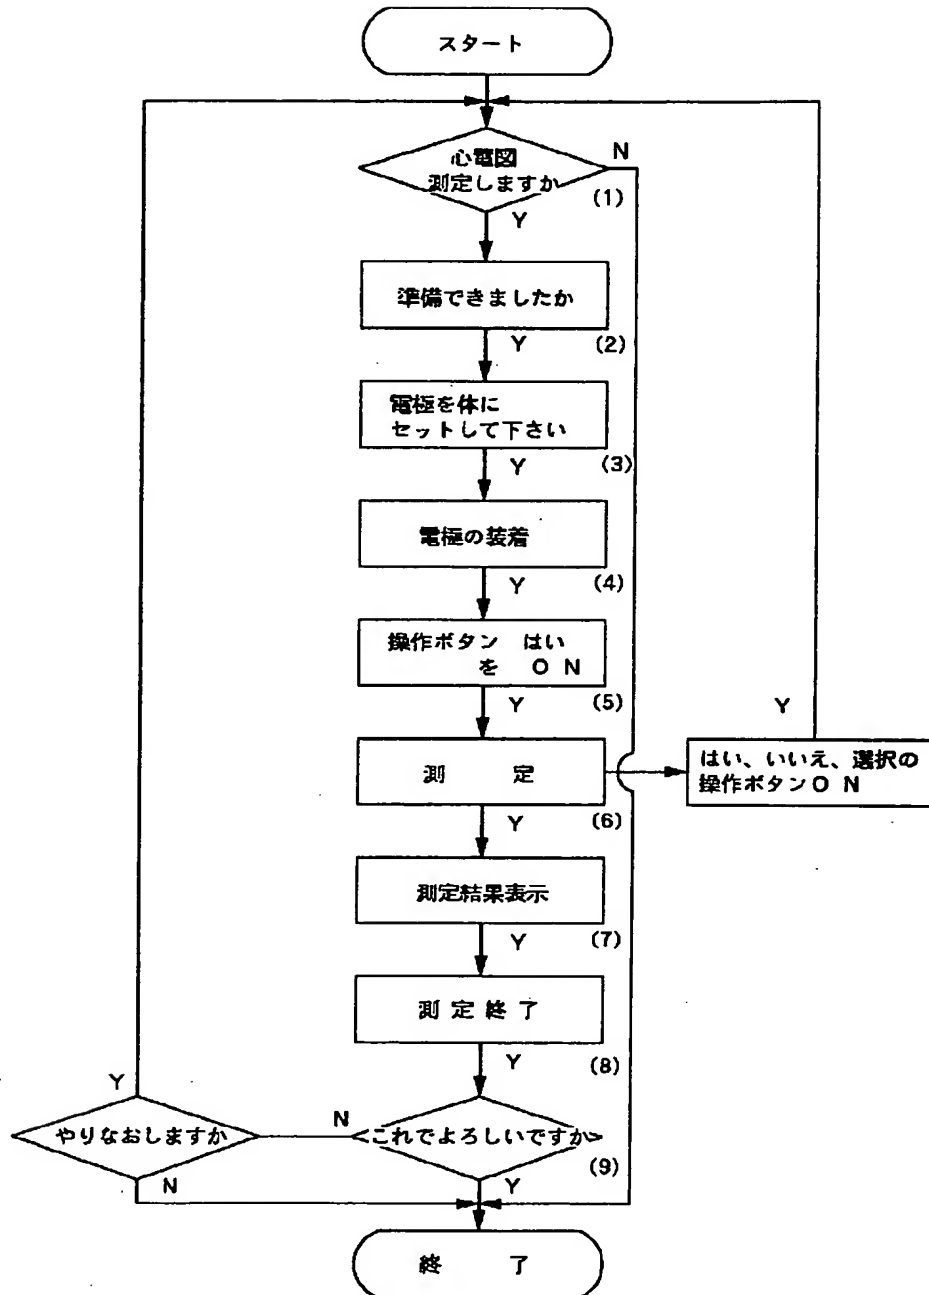 スタート
心電図
測定しますか
N
(1)
Y
準備できましたか
Y
(2)
電極を体に
セットして下さい
Y
(3)
電極の装着
Y
(4)
操作ボタン はい
を ON
Y
(5)
測 定
はい、いいえ、選択の
操作ボタンON
Y
Y
(6)
測定結果表示
Y
(7)
測定終了
Y
(8)
これでよろしいですか
N
(9)
Y
やりなおしますか
Y
N
終 了